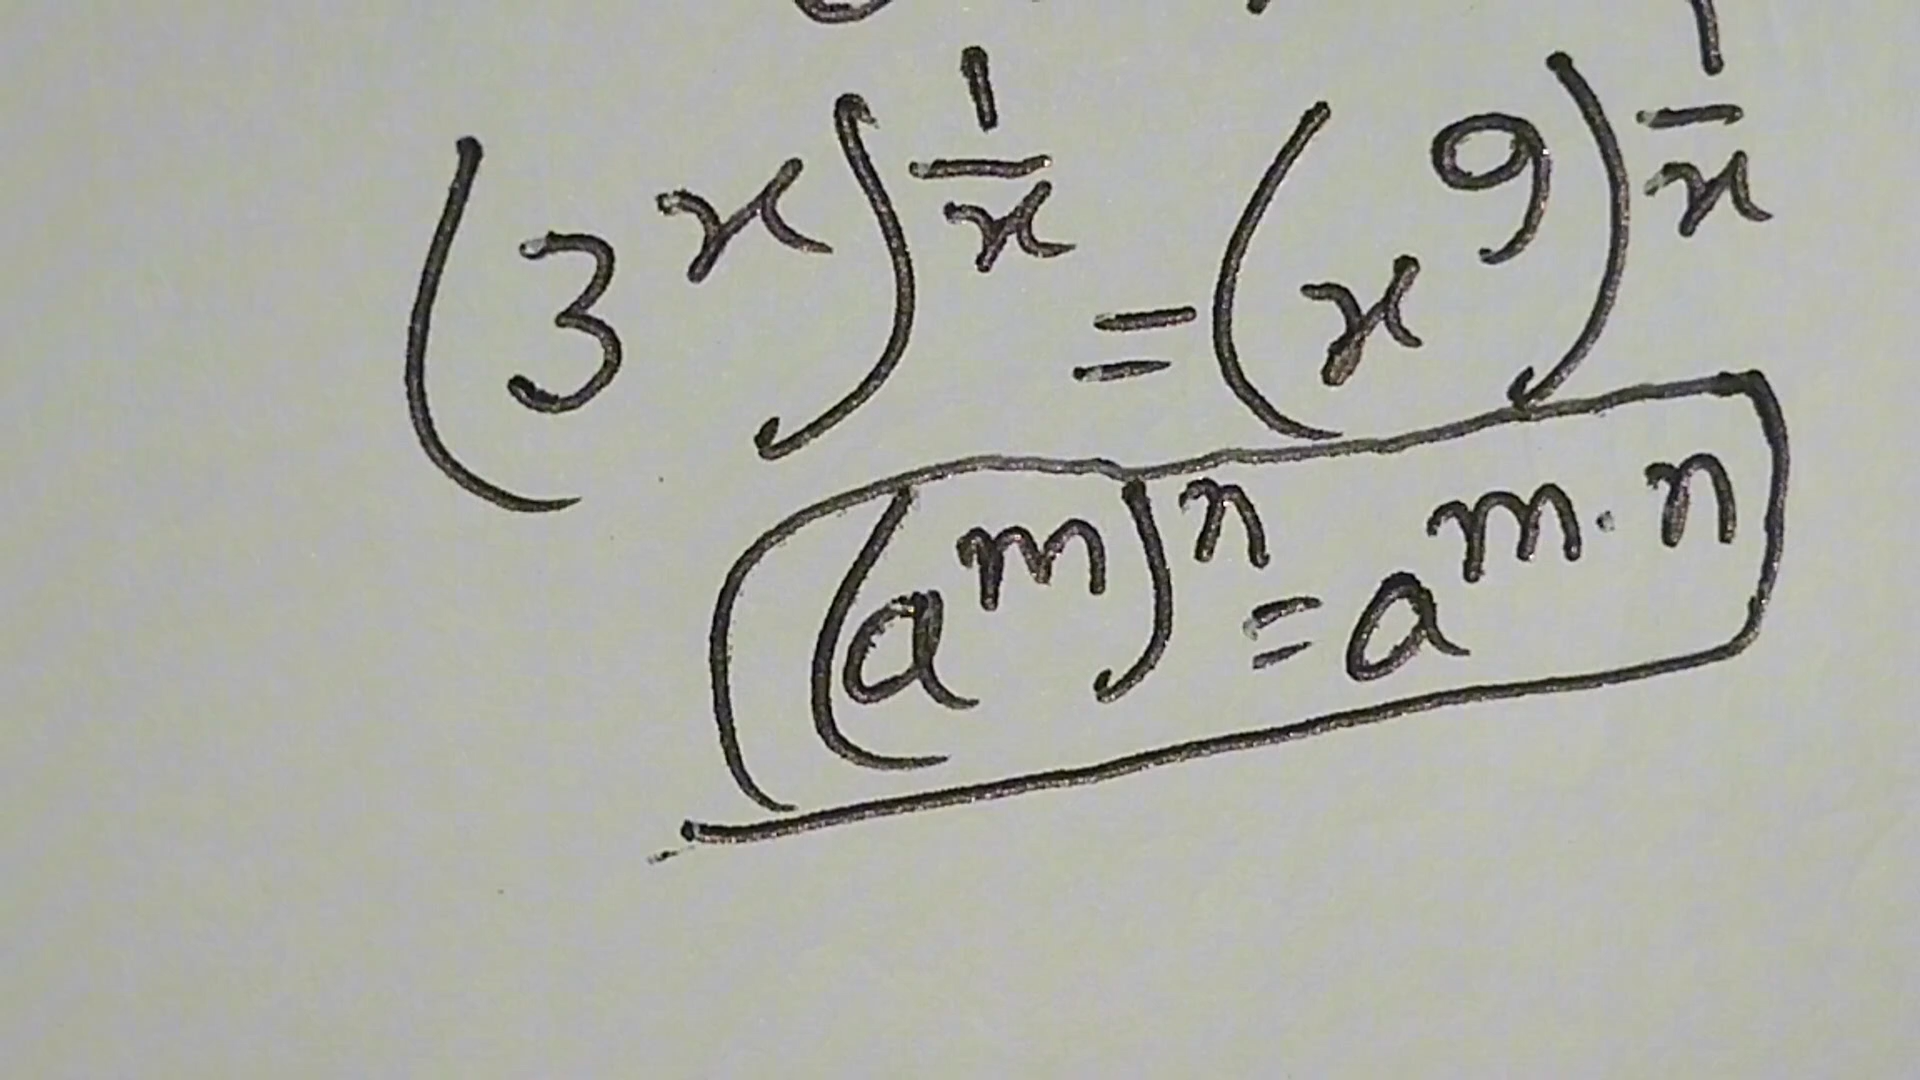 (3^x)^{1/x} = (x^9)^{1/x}
(a^m)^n = a^{m·n}